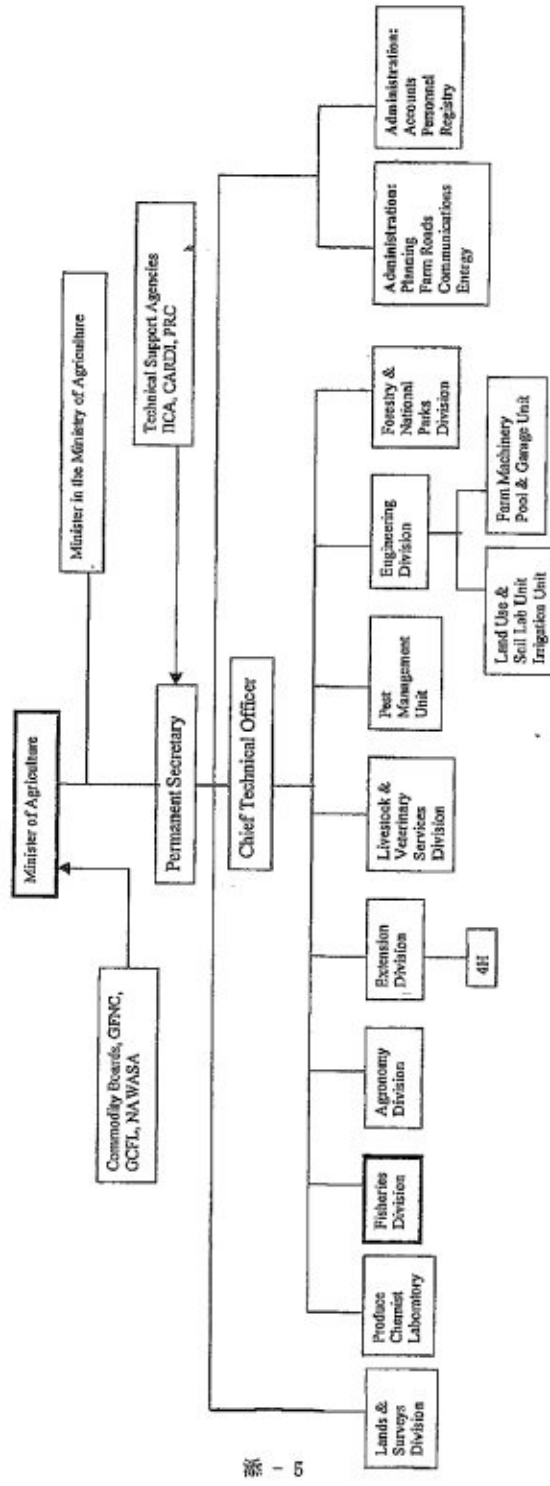 Minister of Agriculture
Minister in the Ministry of Agriculture
Commodity Boards, GFNC,
GCFL, NAWASA
Technical Support Agencies
IICA, CARDI, PRC
Permanent Secretary
Chief Technical Officer
Lands &
Surveys
Division
Produce
Chemist
Laboratory
Fisheries
Division
Agronomy
Division
Extension
Division
Livestock &
Veterinary
Services
Division
Pest
Management
Unit
Engineering
Division
Forestry &
National
Parks
Division
Administration:
Planning
Farm Roads
Communications
Energy
Administration:
Accounts
Personnel
Registry
4H
Land Use &
Soil Lab Unit
Irrigation Unit
Farm Machinery
Pool & Garage Unit
- 5